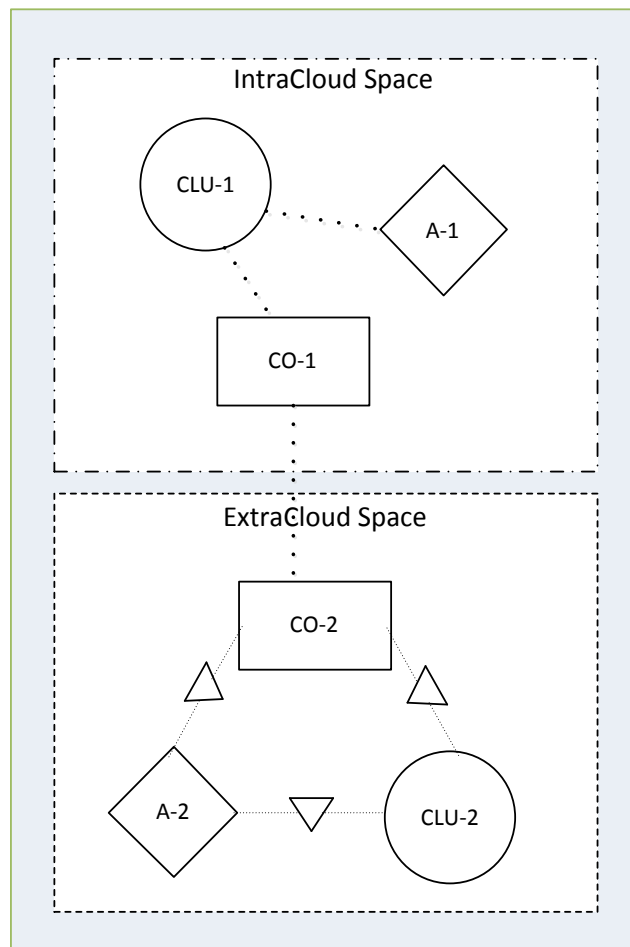 IntraCloud Space
CLU-1
A-1
CO-1
ExtraCloud Space
CO-2
A-2
CLU-2